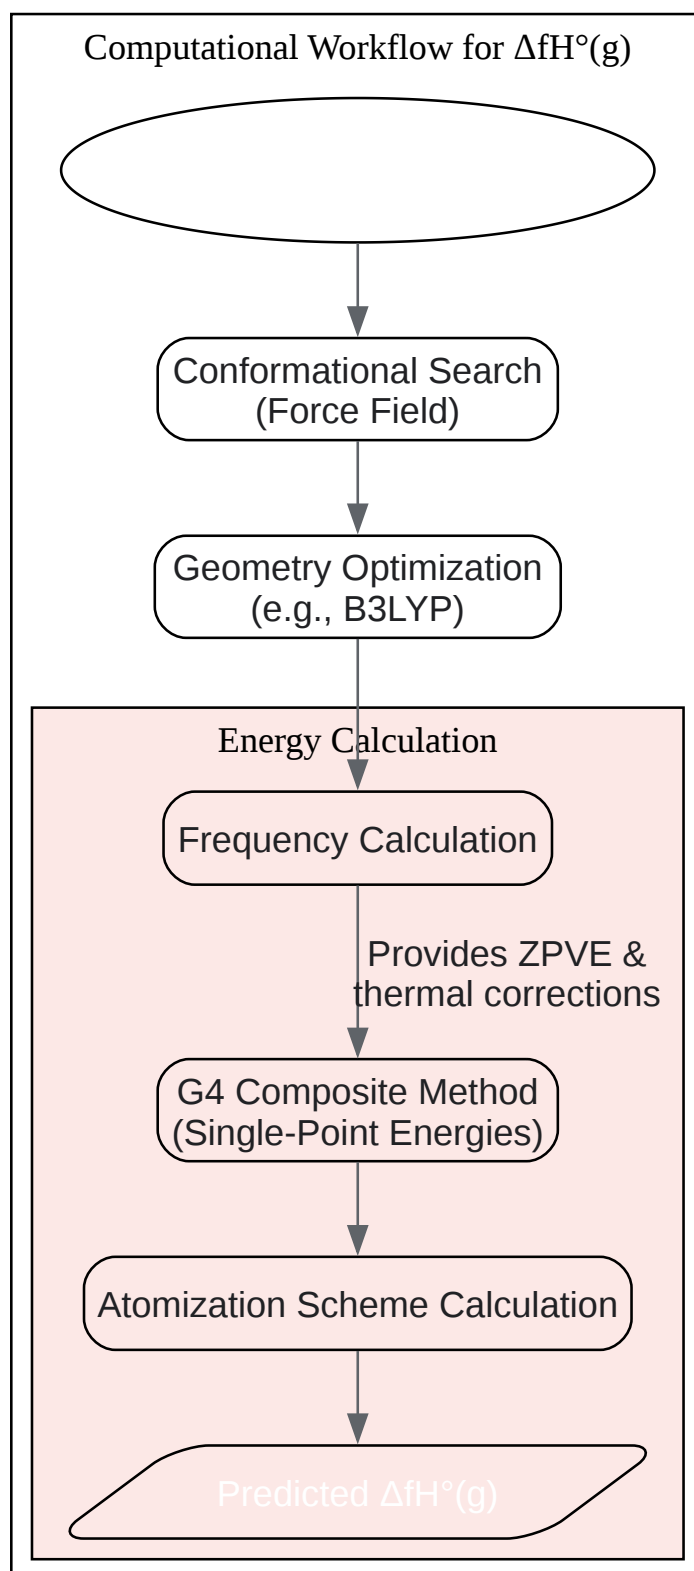 Computational Workflow for ΔfH°(g)
Conformational Search
(Force Field)
Geometry Optimization
(e.g., B3LYP)
Energy Calculation
Frequency Calculation
Provides ZPVE &
thermal corrections
G4 Composite Method
(Single-Point Energies)
Atomization Scheme Calculation
Predicted ΔfH°(g)